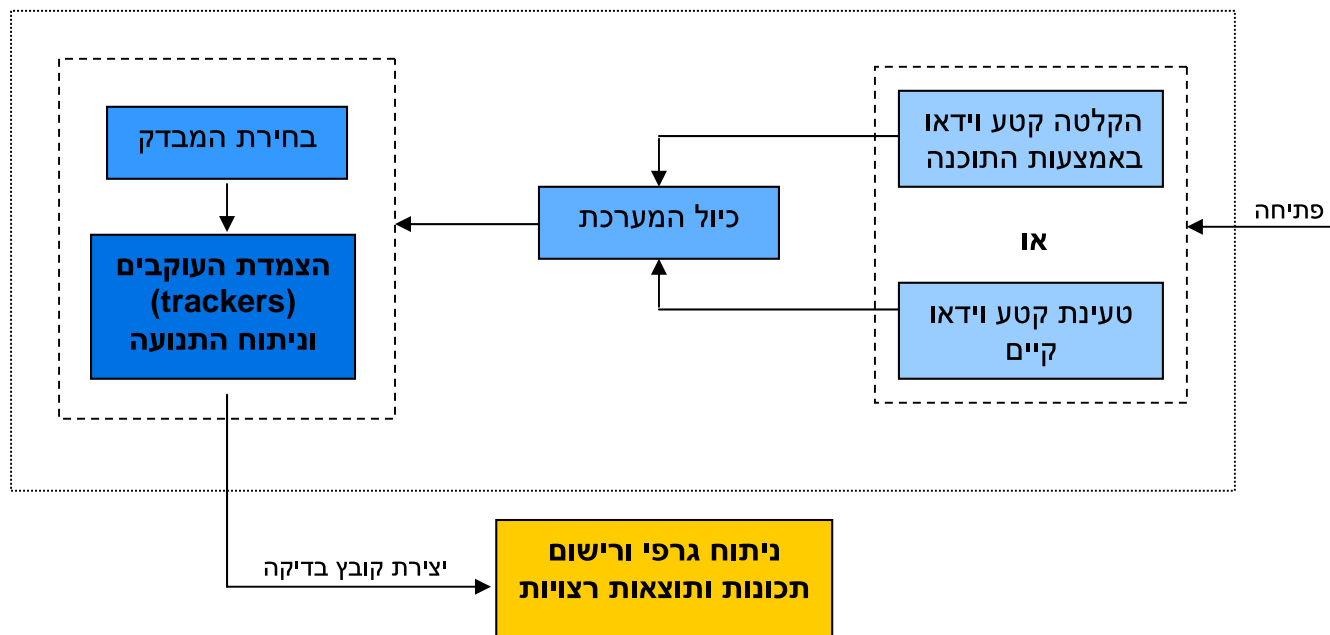 פתיחה
הקלטה קטע וידאו
באמצעות התוכנה
או
טעינת קטע וידאו
קיים
כיול המערכת
בחירת המבדק
הצמדת העוקבים
(trackers)
וניתוח התנועה
יצירת קובץ בדיקה
ניתוח גרפי ורישום
תכונות ותוצאות רצויות